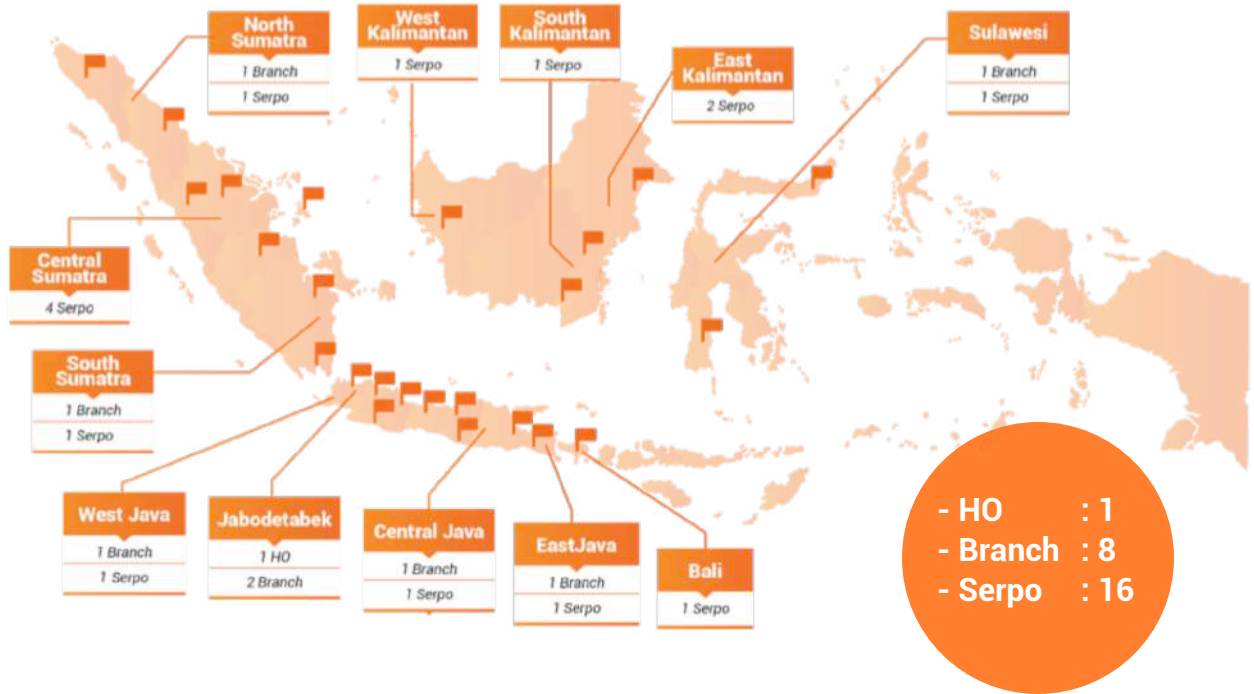 North
Sumatra
1 Branch
1 Serpo
West
Kalimantan
1 Serpo
South
Kalimantan
1 Serpo
East
Kalimantan
2 Serpo
Sulawesi
1 Branch
1 Serpo
Central
Sumatra
4 Serpo
South
Sumatra
1 Branch
1 Serpo
West Java
1 Branch
1 Serpo
Jabodetabek
1 HO
2 Branch
Central Java
1 Branch
1 Serpo
EastJava
1 Branch
1 Serpo
Bali
1 Serpo
- HO : 1
- Branch : 8
- Serpo : 16